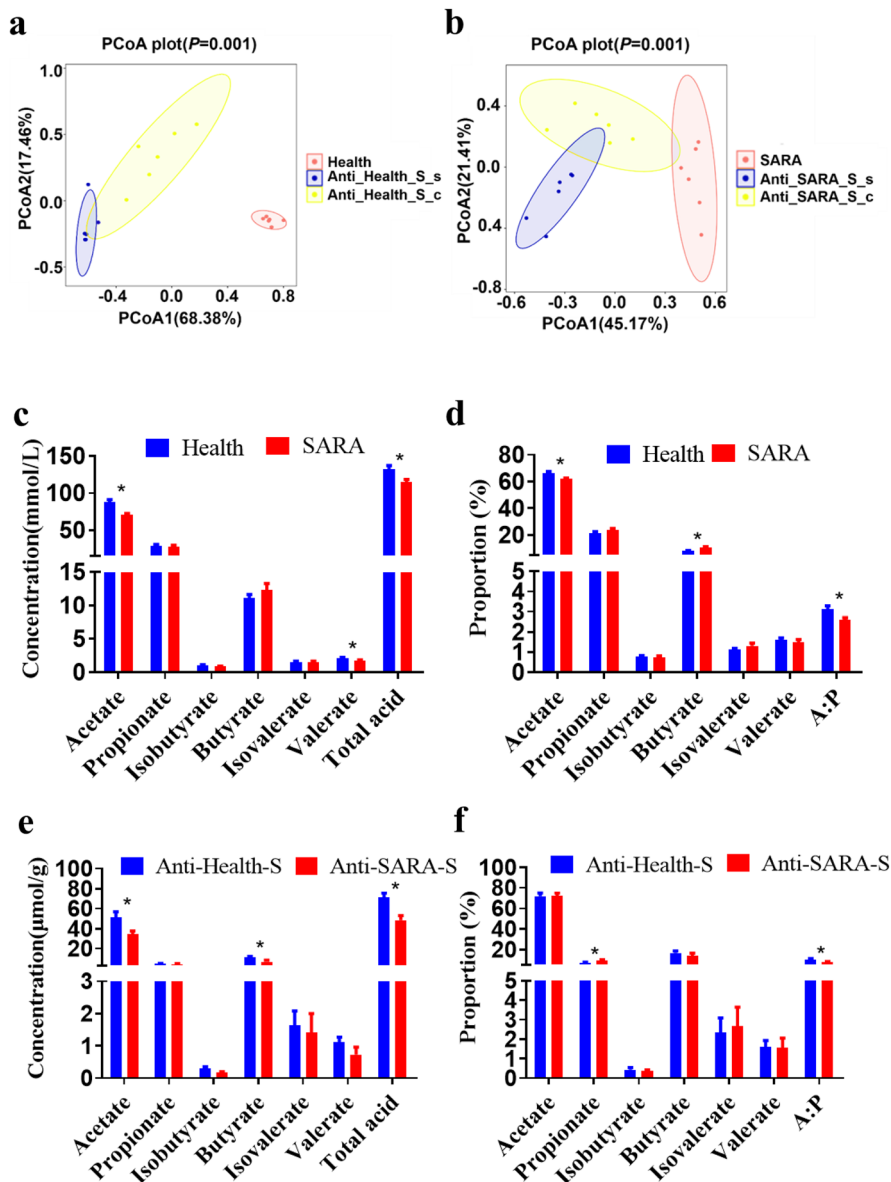 a
PCoA plot(P=0.001)
PCoA2(17.46%)
1.0
0.5
0.0
-0.5
-0.4
0.0
0.4
0.8
PCoA1(68.38%)
Health
Anti_Health_S_s
Anti_Health_S_c
b
PCoA plot(P=0.001)
PCoA2(21.41%)
0.4
0.0
0.4
-0.8
-0.6
-0.3
0.0
0.3
0.6
PCoA1(45.17%)
SARA
Anti_SARA_S_s
Anti_SARA_S_c
c
Health
SARA
Concentration(mmol/L)
150
100
50
15
10
5
0
*
*
*
Acetate
Propionate
Isobutyrate
Butyrate
Isovalerate
Valerate
Total acid
d
Health
SARA
Proportion (%)
80
60
40
20
5
4
3
2
1
0
*
*
*
Acetate
Propionate
Isobutyrate
Butyrate
Isovalerate
Valerate
A:P
e
Anti-Health-S
Anti-SARA-S
Concentration(μmol/g)
100
80
60
40
20
3
2
1
0
*
*
*
Acetate
Propionate
Isobutyrate
Butyrate
Isovalerate
Valerate
Total acid
f
Anti-Health-S
Anti-SARA-S
Proportion (%)
100
80
60
40
20
5
4
3
2
1
0
*
*
Acetate
Propionate
Isobutyrate
Butyrate
Isovalerate
Valerate
A:P